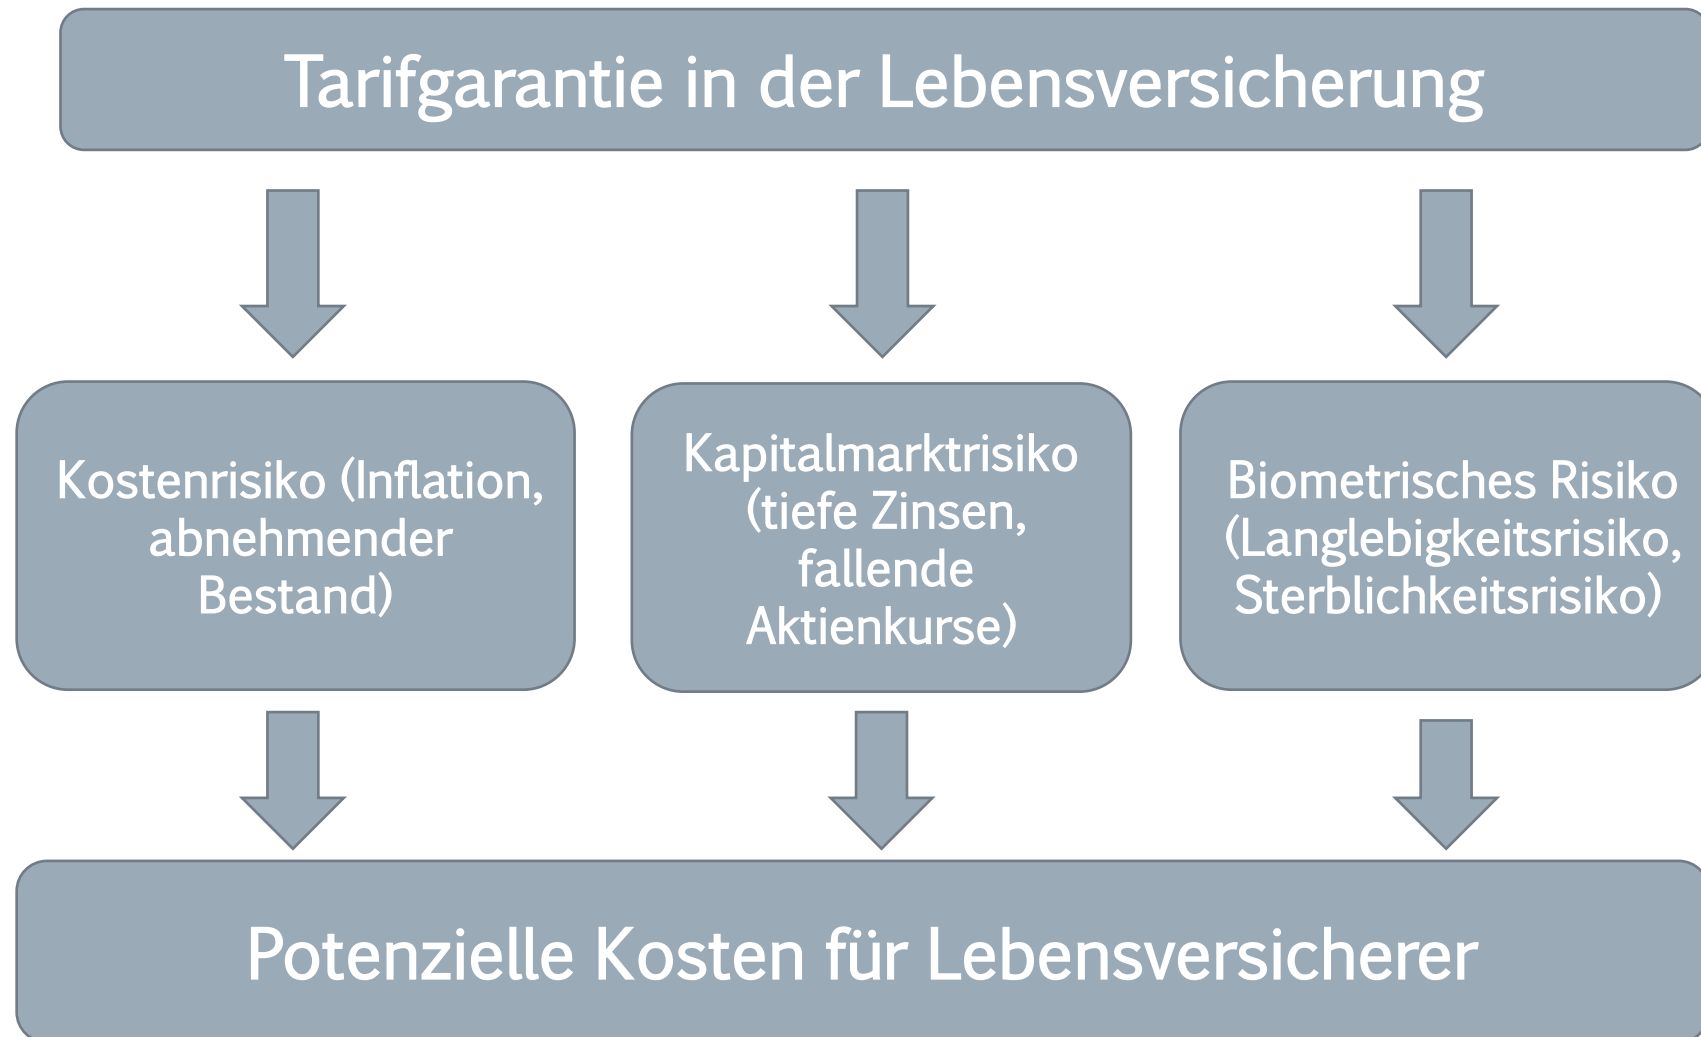 Tarifgarantie in der Lebensversicherung
Kostenrisiko (Inflation,
abnehmender
Bestand)
Kapitalmarktrisiko
(tiefe Zinsen,
fallende
Aktienkurse)
Biometrisches Risiko
(Langlebigkeitsrisiko,
Sterblichkeitsrisiko)
Potenzielle Kosten für Lebensversicherer